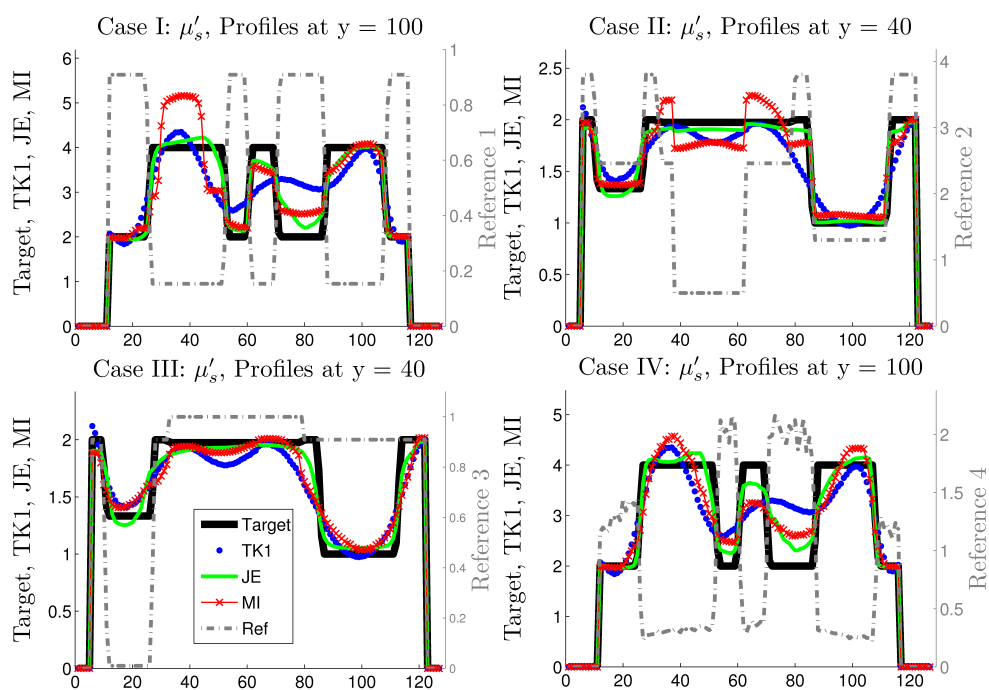 Case I: μ′s, Profiles at y = 100
Target, TK1, JE, MI
6
5
4
3
2
1
0
0 20 40 60 80 100 120
1
0.8
0.6
0.4
0.2
0
Reference 1
Case II: μ′s, Profiles at y = 40
Target, TK1, JE, MI
2.5
2
1.5
1
0.5
0
0 20 40 60 80 100 120
4
3
2
1
0
Reference 2
Case III: μ′s, Profiles at y = 40
Target, TK1, JE, MI
2
1.5
1
0.5
0
0 20 40 60 80 100 120
1
0.8
0.6
0.4
0.2
0
Reference 3
Target
TK1
JE
MI
Ref
Case IV: μ′s, Profiles at y = 100
Target, TK1, JE, MI
5
4
3
2
1
0
0 20 40 60 80 100 120
2
1.5
1
0.5
0
Reference 4